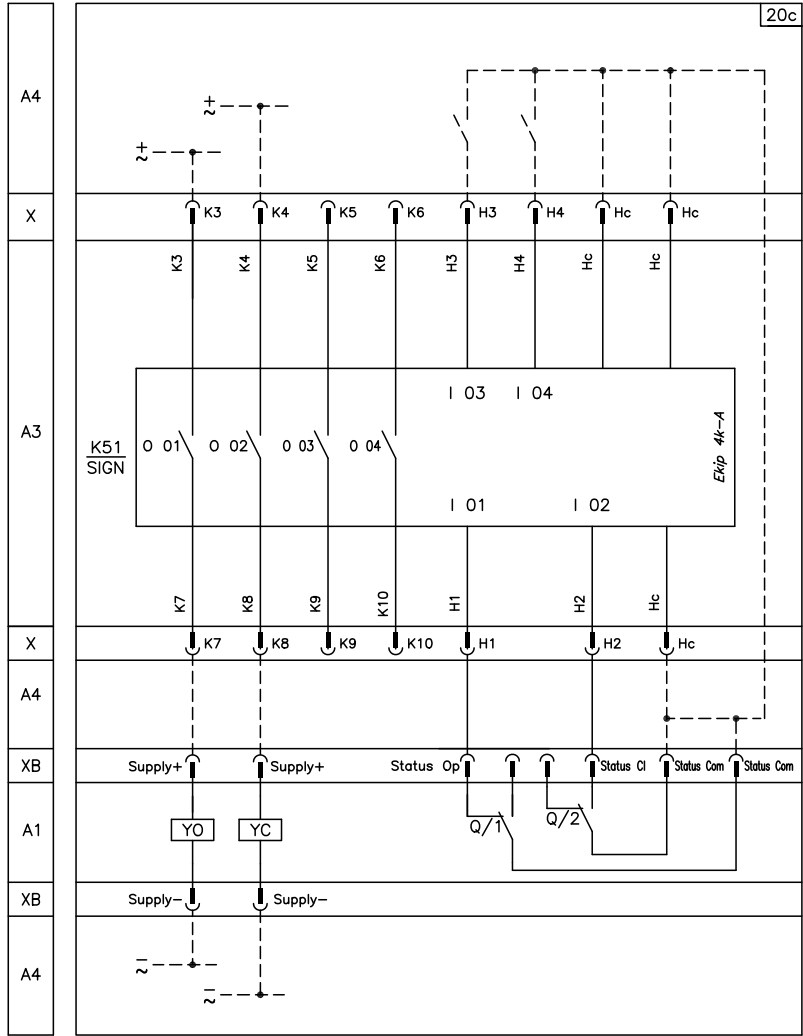 20c
A4
+
~
+
~
X
K3 K4 K5 K6 H3 H4 Hc Hc
K3 K4 K5 K6 H3 H4 Hc Hc
A3
I 03 I 04
K51
SIGN
O 01 O 02 O 03 O 04
Ekip 4k-A
I 01 I 02
K7 K8 K9 K10 H1 H2 Hc
X
K7 K8 K9 K10 H1 H2 Hc
A4
XB
Supply+ Supply+ Status Op Status Cl Status Com Status Com
A1
YO YC Q/1 Q/2
XB
Supply- Supply-
A4
-
~
-
~